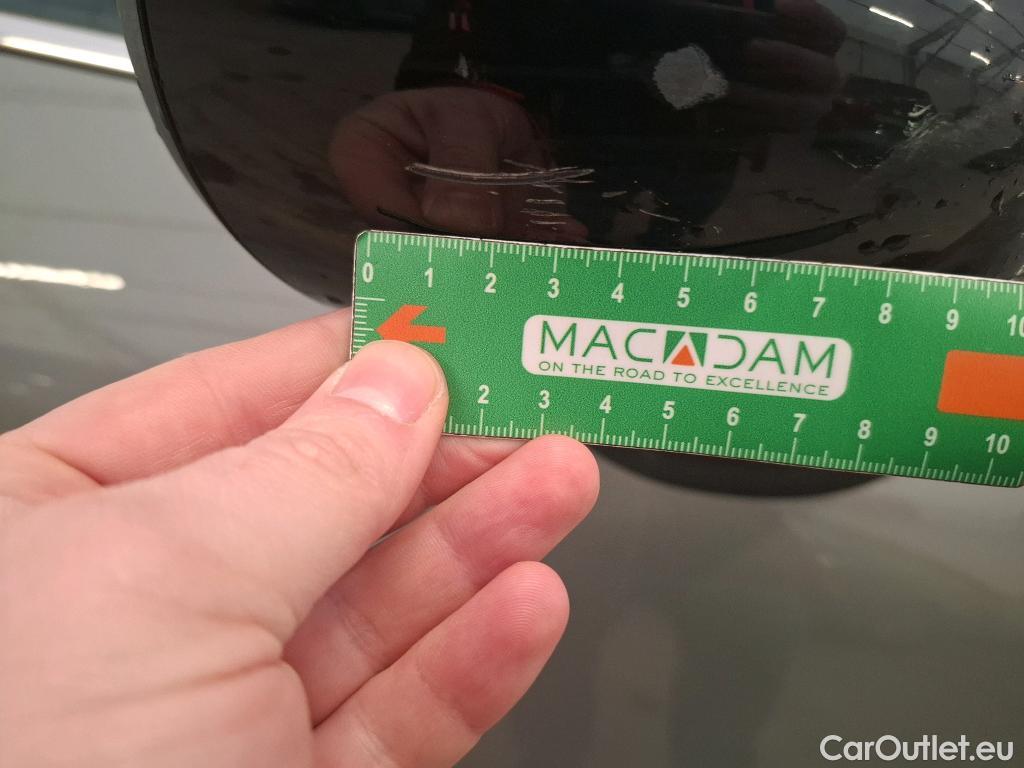 0 1 2 3 4 5 6 7 8 9 10
MACADAM
ON THE ROAD TO EXCELLENCE
2 3 4 5 6 7 8 9 10
CarOutlet.eu